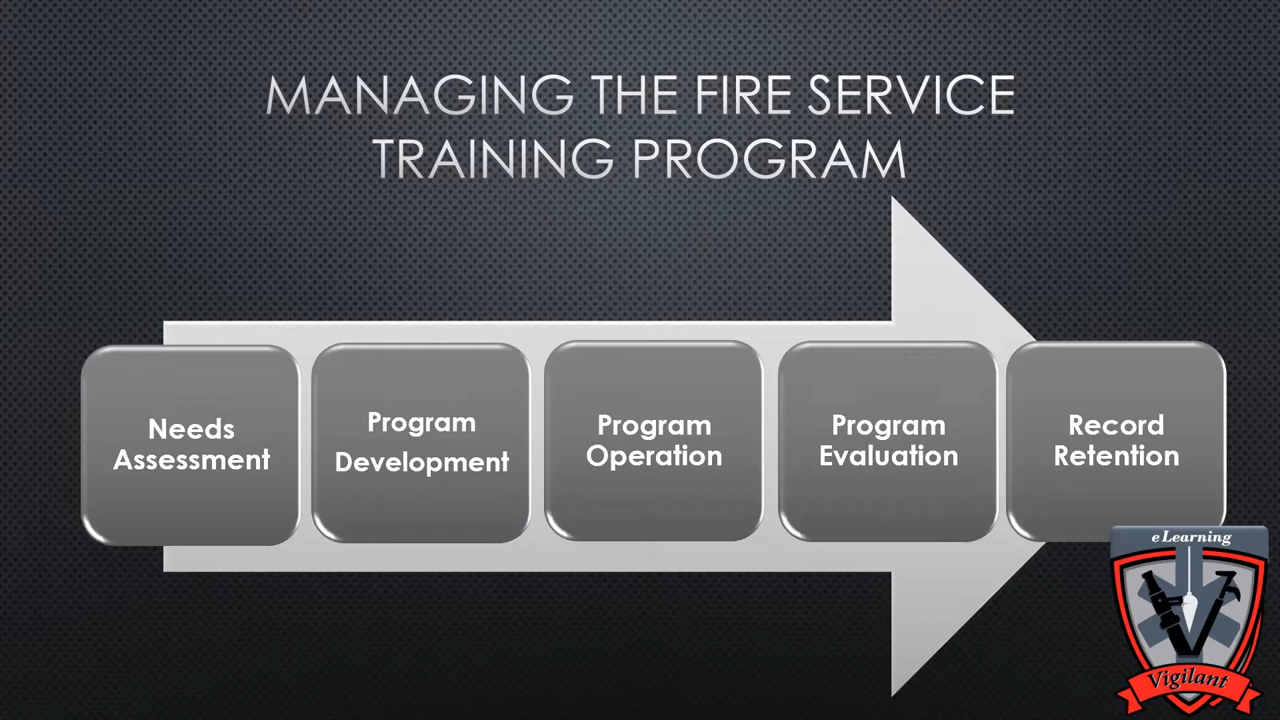 MANAGING THE FIRE SERVICE
TRAINING PROGRAM
Needs
Assessment
Program
Development
Program
Operation
Program
Evaluation
Record
Retention
eLearning
V
Vigilant